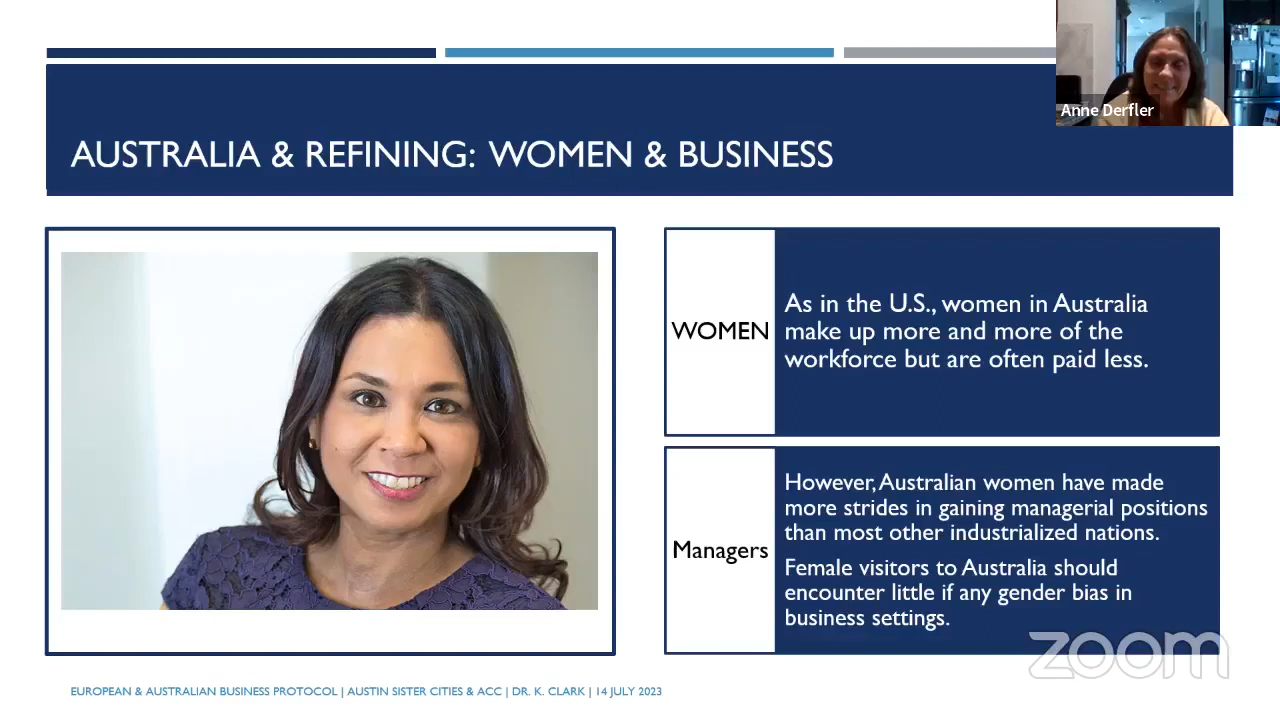 Anne Derfler
AUSTRALIA & REFINING: WOMEN & BUSINESS
WOMEN
As in the U.S., women in Australia
make up more and more of the
workforce but are often paid less.
Managers
However, Australian women have made
more strides in gaining managerial positions
than most other industrialized nations.
Female visitors to Australia should
encounter little if any gender bias in
business settings.
zoom
EUROPEAN & AUSTRALIAN BUSINESS PROTOCOL | AUSTIN SISTER CITIES & ACC | DR. K. CLARK | 14 JULY 2023